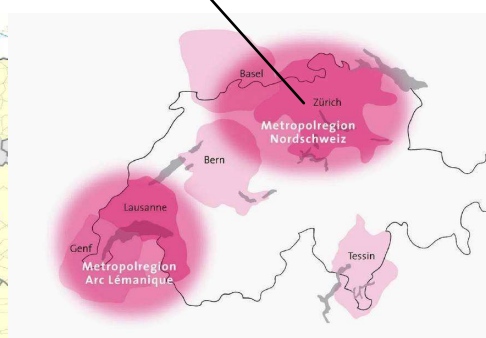 Basel
Zürich
Metropolregion
Nordschweiz
Bern
Lausanne
Genf
Metropolregion
Arc Lémanique
Tessin